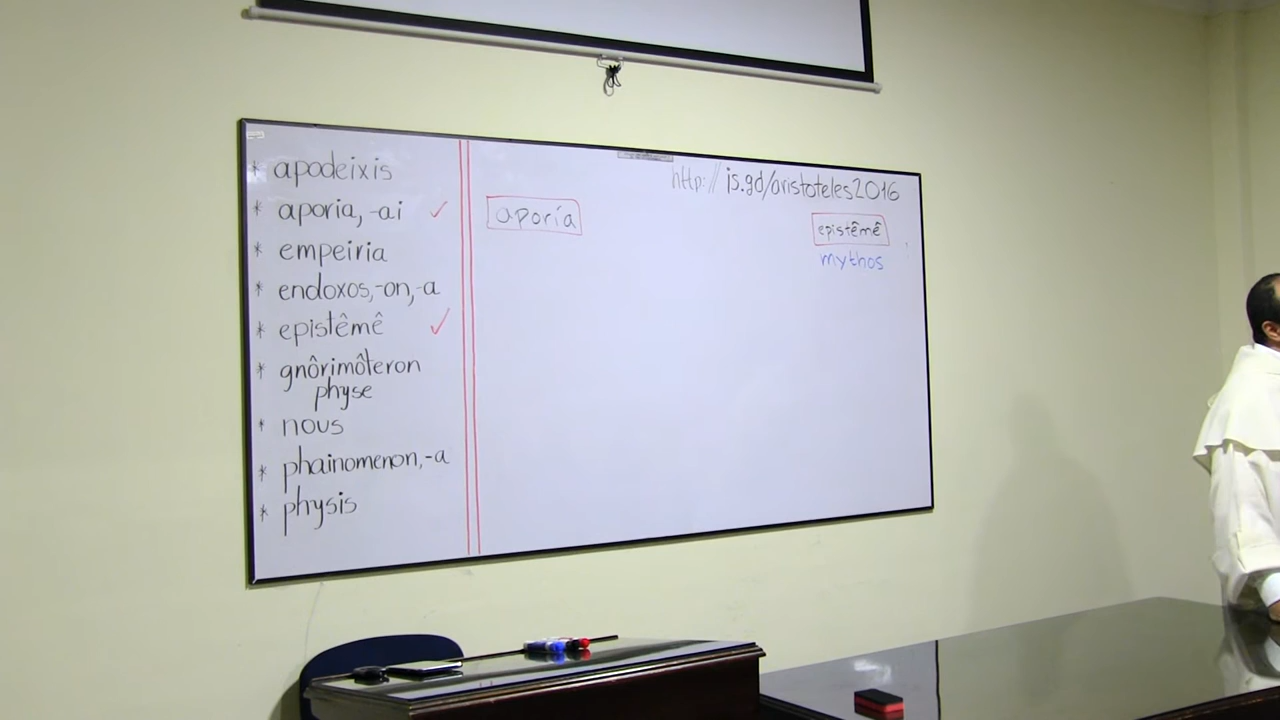 * apodeixis
* aporia, -ai ✓
* empeiria
* endoxos, -on, -a
* epistêmê ✓
* gnôrimôteron
physe
* nous
* phainomenon, -a
* physis
aporía
http://is.gd/aristoteles2016
epistêmê
mythos